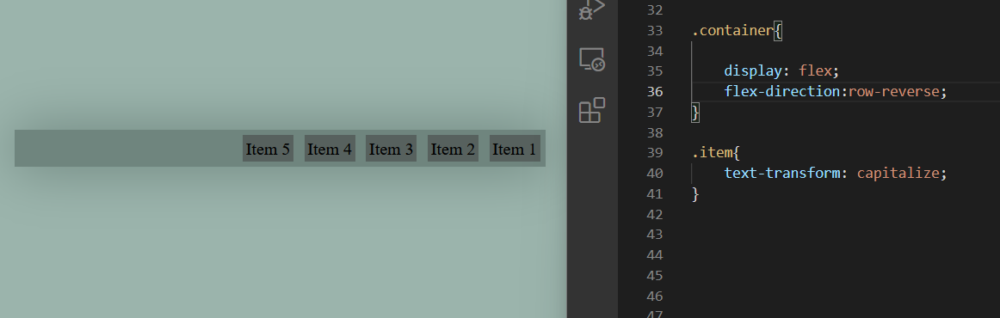 Item 5 Item 4 Item 3 Item 2 Item 1
32
33 .container{
34
35 display: flex;
36 flex-direction:row-reverse;
37 }
38
39 .item{
40 text-transform: capitalize;
41 }
42
43
44
45
46
47